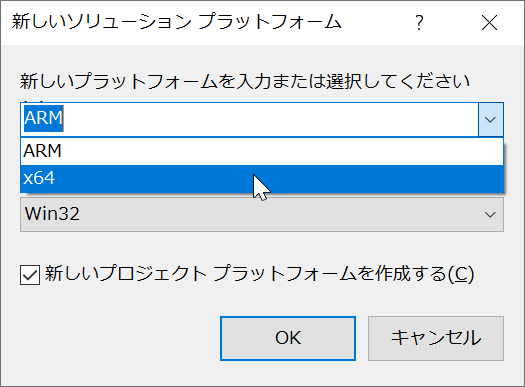 新しいソリューション プラットフォーム
新しいプラットフォームを入力または選択してください
ARM
ARM
x64
Win32
新しいプロジェクト プラットフォームを作成する(C)
OK
キャンセル